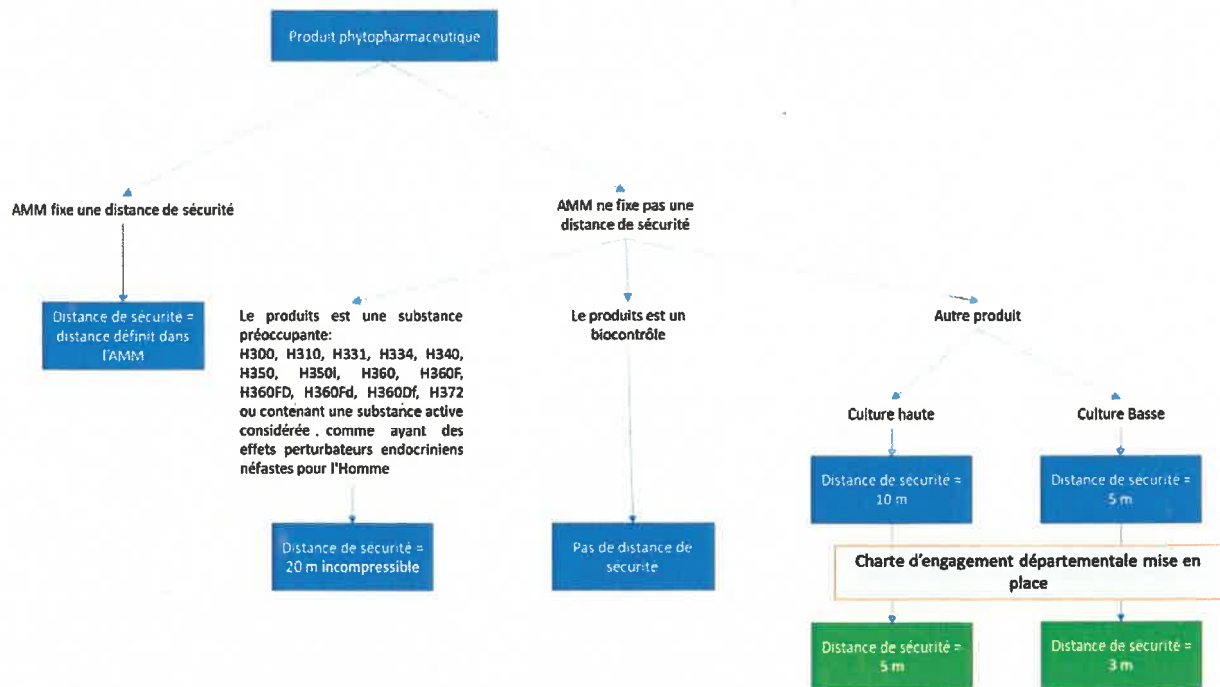 Produit phytopharmaceutique
AMM fixe une distance de sécurité
AMM ne fixe pas une
distance de sécurité
Distance de sécurité =
distance définit dans
l'AMM
Le produits est une substance
préoccupante:
H300, H310, H331, H334, H340,
H350, H350i, H360, H360F,
H360FD, H360Fd, H360Df, H372
ou contenant une substance active
considérée . comme ayant des
effets perturbateurs endocriniens
néfastes pour l'Homme
Distance de sécurité =
20 m incompressible
Le produits est un
biocontrôle
Pas de distance de
sécurité
Autre produit
Culture haute
Culture Basse
Distance de sécurité =
10 m
Distance de sécurité =
5 m
Charte d'engagement départementale mise en
place
Distance de sécurité =
5 m
Distance de sécurité =
3 m